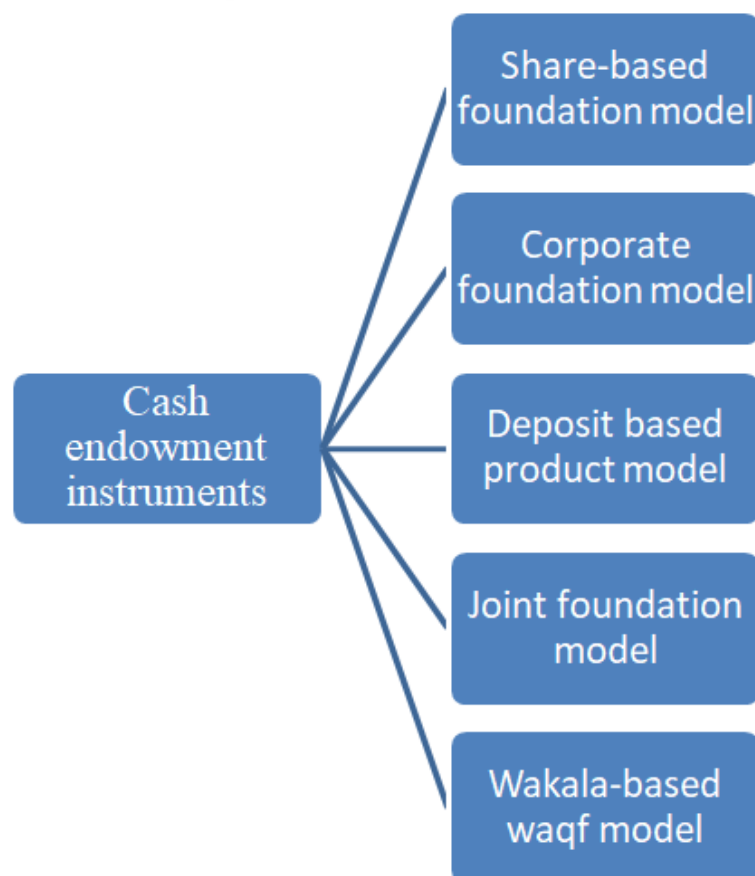 Share-based
foundation model
Corporate
foundation model
Cash
endowment
instruments
Deposit based
product model
Joint foundation
model
Wakala-based
waqf model